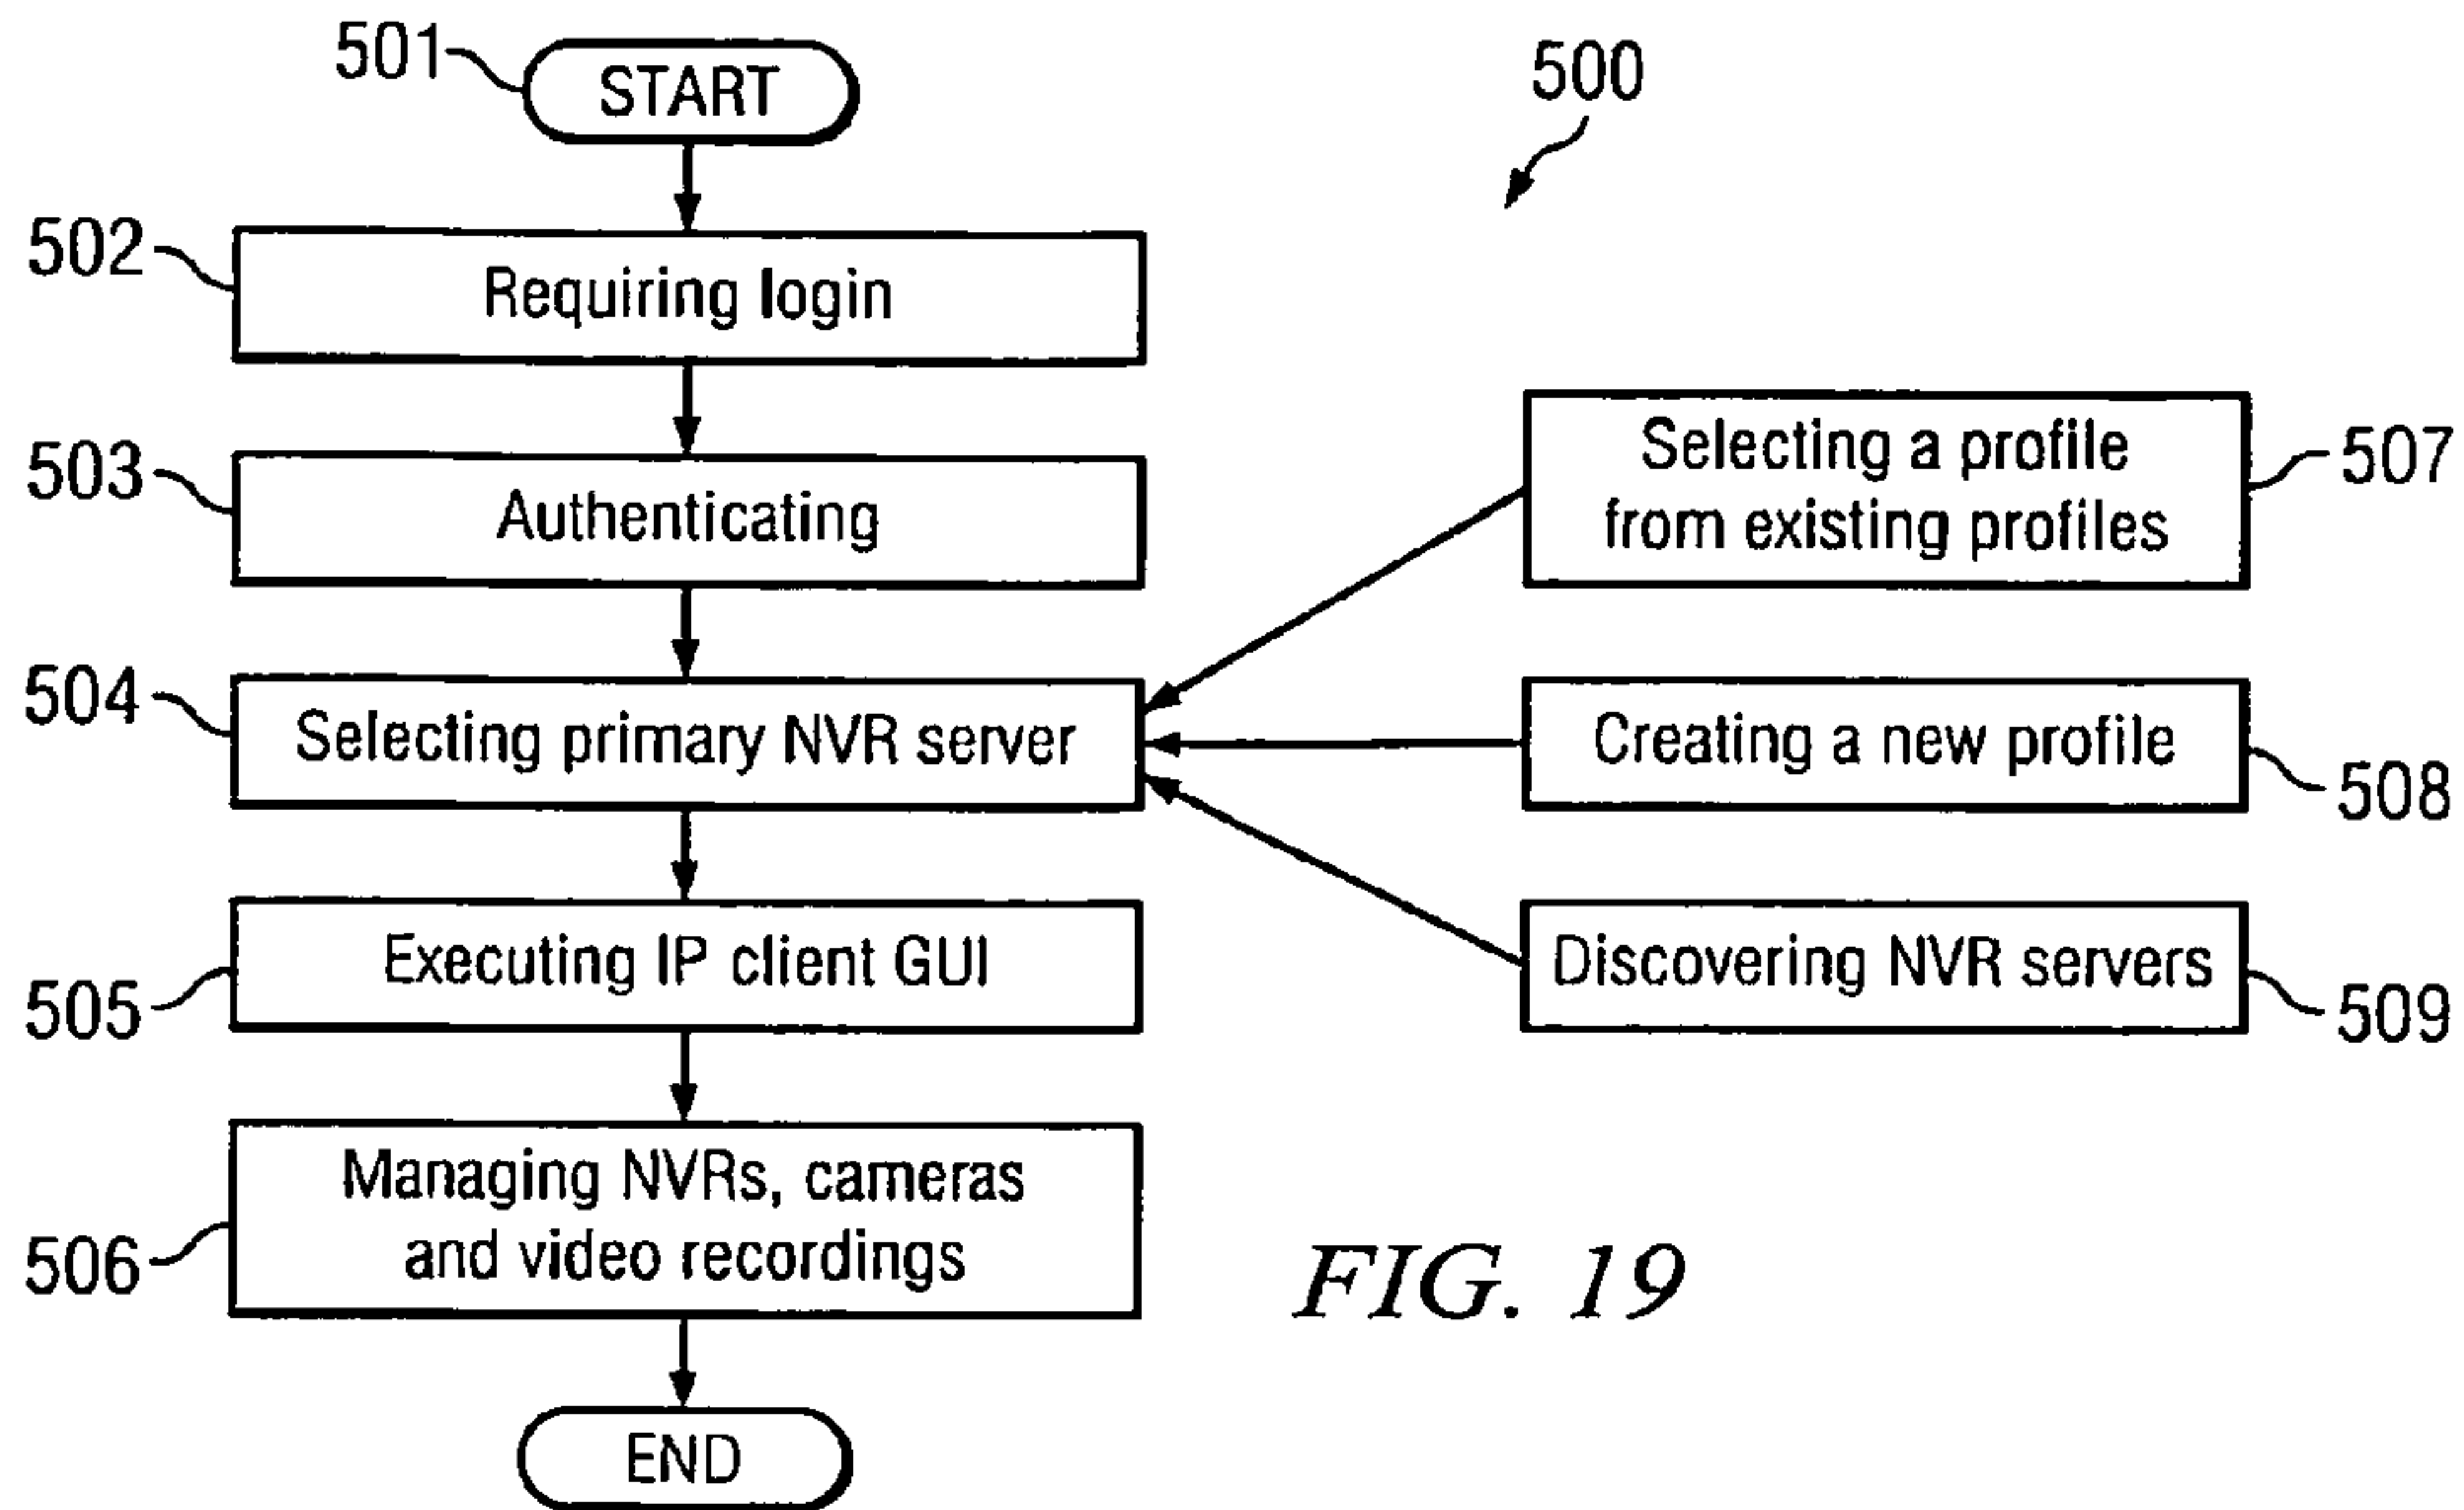 501
START
500
502
Requiring login
503
Authenticating
504
Selecting primary NVR server
505
Executing IP client GUI
506
Managing NVRs, cameras
and video recordings
END
Selecting a profile
from existing profiles
507
Creating a new profile
508
Discovering NVR servers
509
FIG. 19